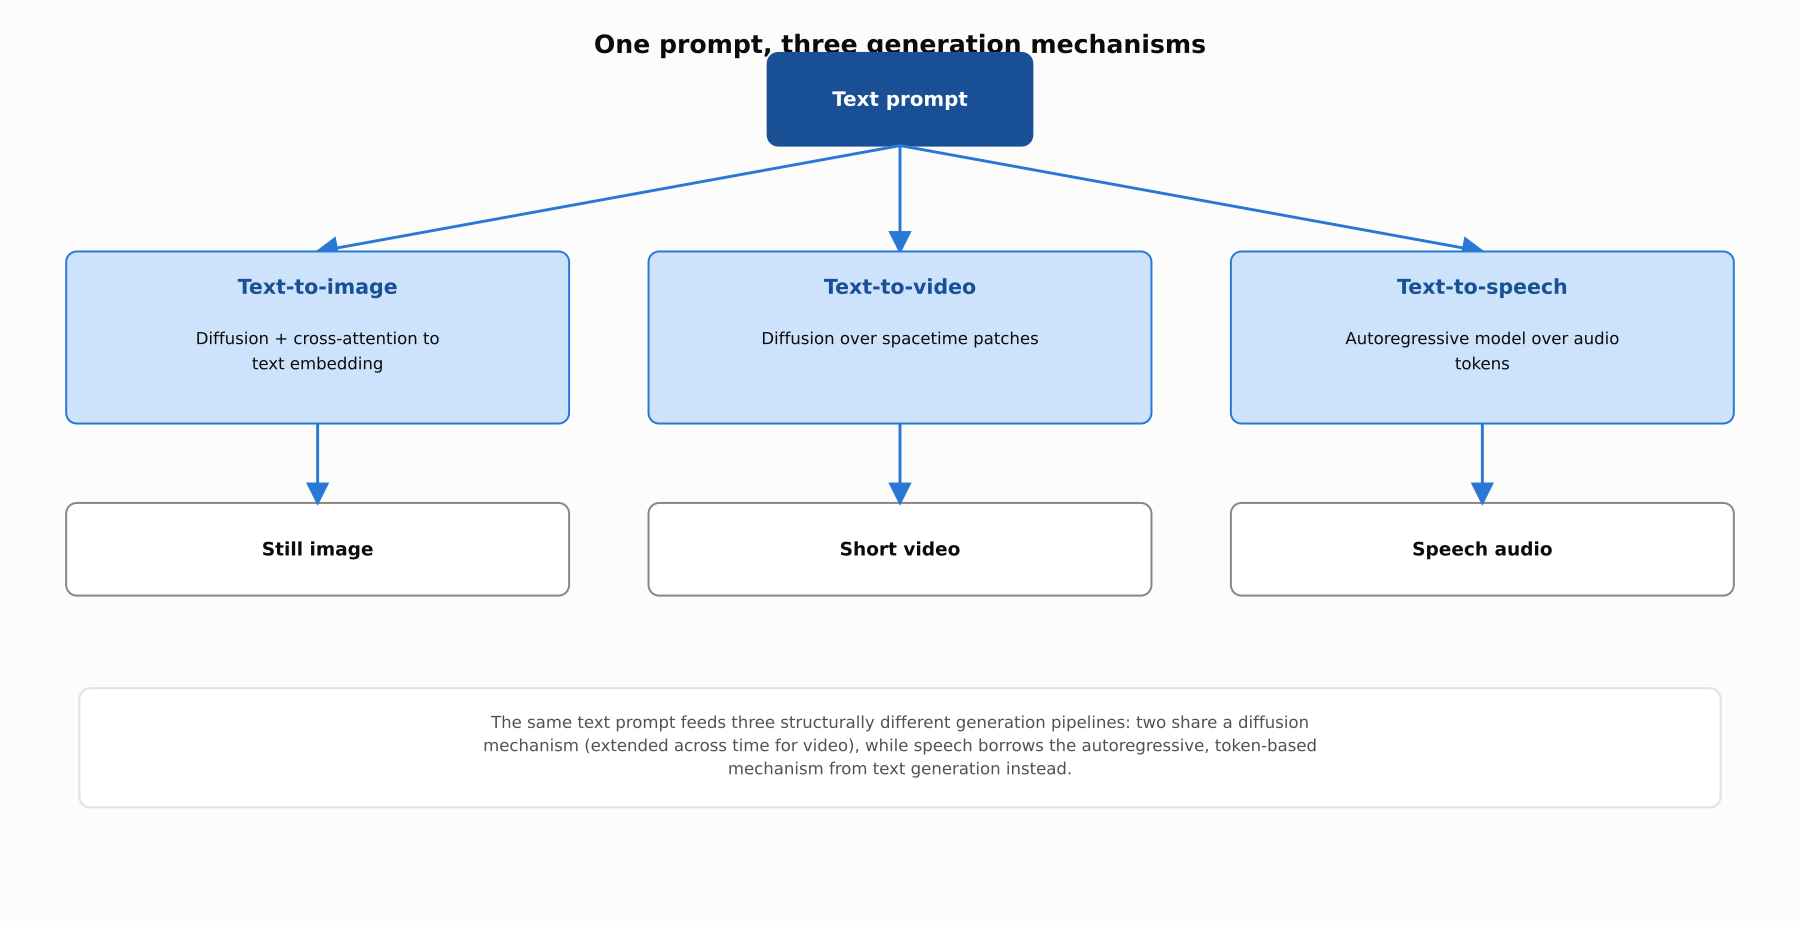 One prompt, three generation mechanisms
Text prompt
Text-to-image
Diffusion + cross-attention to
text embedding
Text-to-video
Diffusion over spacetime patches
Text-to-speech
Autoregressive model over audio
tokens
Still image
Short video
Speech audio
The same text prompt feeds three structurally different generation pipelines: two share a diffusion
mechanism (extended across time for video), while speech borrows the autoregressive, token-based
mechanism from text generation instead.